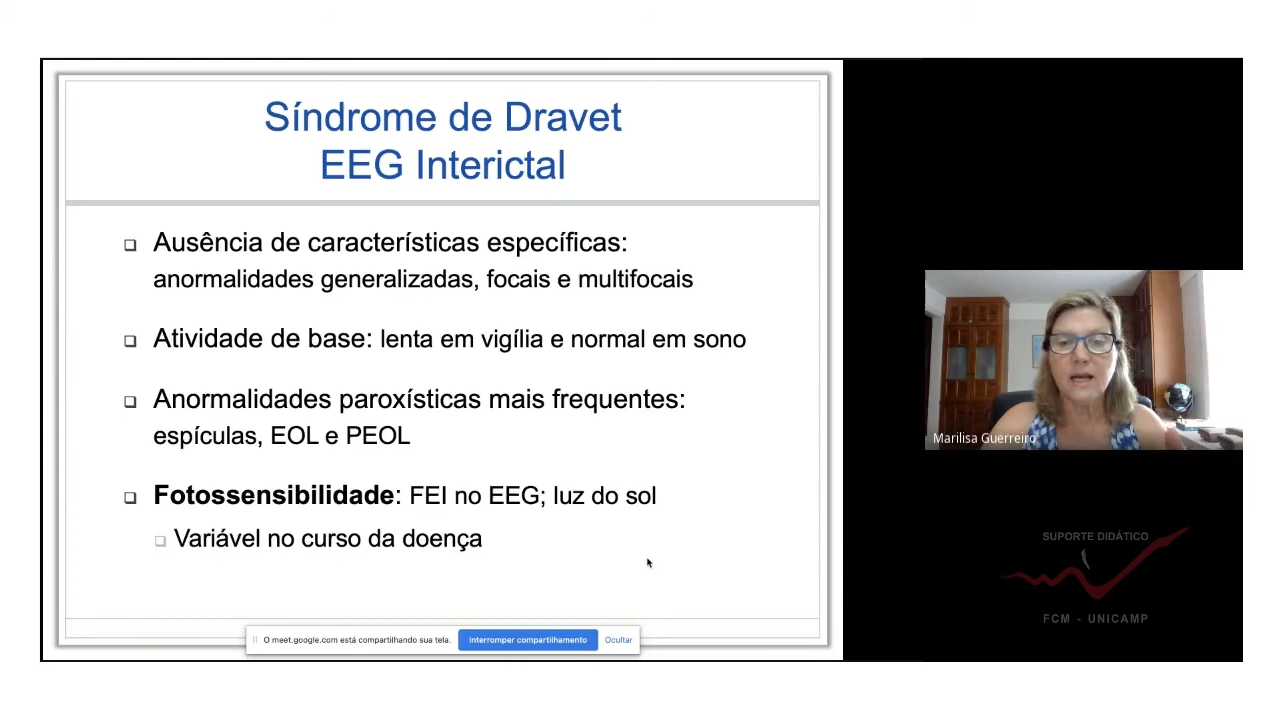 Síndrome de Dravet
EEG Interictal
Ausência de características específicas:
anormalidades generalizadas, focais e multifocais
Atividade de base: lenta em vigília e normal em sono
Anormalidades paroxísticas mais frequentes:
espículas, EOL e PEOL
Fotossensibilidade: FEI no EEG; luz do sol
Variável no curso da doença
O meet.google.com está compartilhando sua tela.
Interromper compartilhamento
Ocultar
Marilisa Guerreiro
SUPORTE DIDÁTICO
FCM - UNICAMP